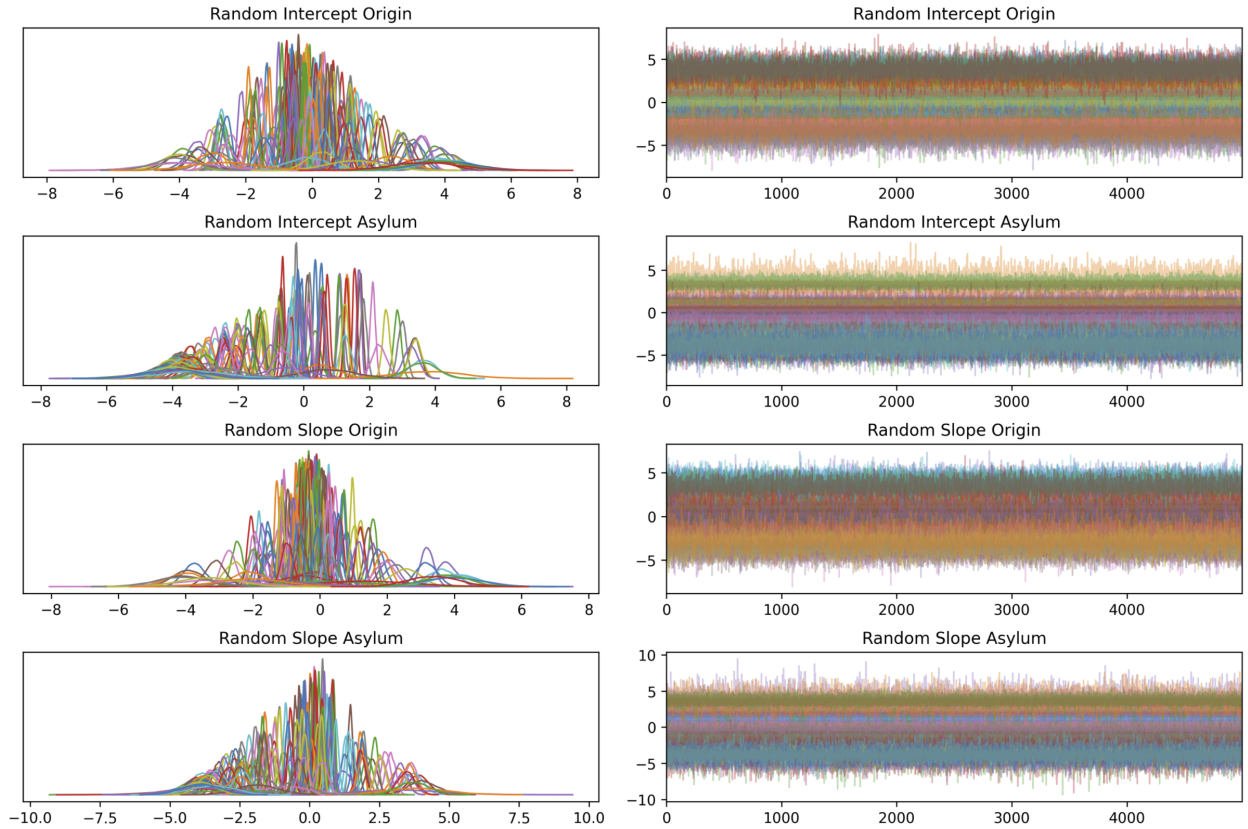 Random Intercept Origin
−8 −6 −4 −2 0 2 4 6 8
Random Intercept Origin
5
0
−5
0 1000 2000 3000 4000
Random Intercept Asylum
−8 −6 −4 −2 0 2 4 6 8
Random Intercept Asylum
5
0
−5
0 1000 2000 3000 4000
Random Slope Origin
−8 −6 −4 −2 0 2 4 6 8
Random Slope Origin
5
0
−5
0 1000 2000 3000 4000
Random Slope Asylum
−10.0 −7.5 −5.0 −2.5 0.0 2.5 5.0 7.5 10.0
Random Slope Asylum
10
5
0
−5
−10
0 1000 2000 3000 4000